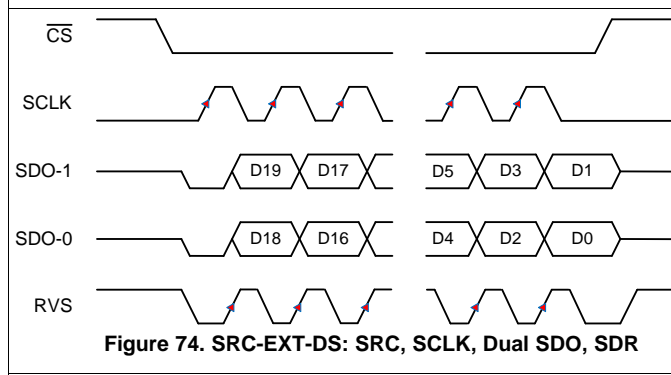 CS
SCLK
SDO-1 D19 D17 D5 D3 D1
SDO-0 D18 D16 D4 D2 D0
RVS
Figure 74. SRC-EXT-DS: SRC, SCLK, Dual SDO, SDR